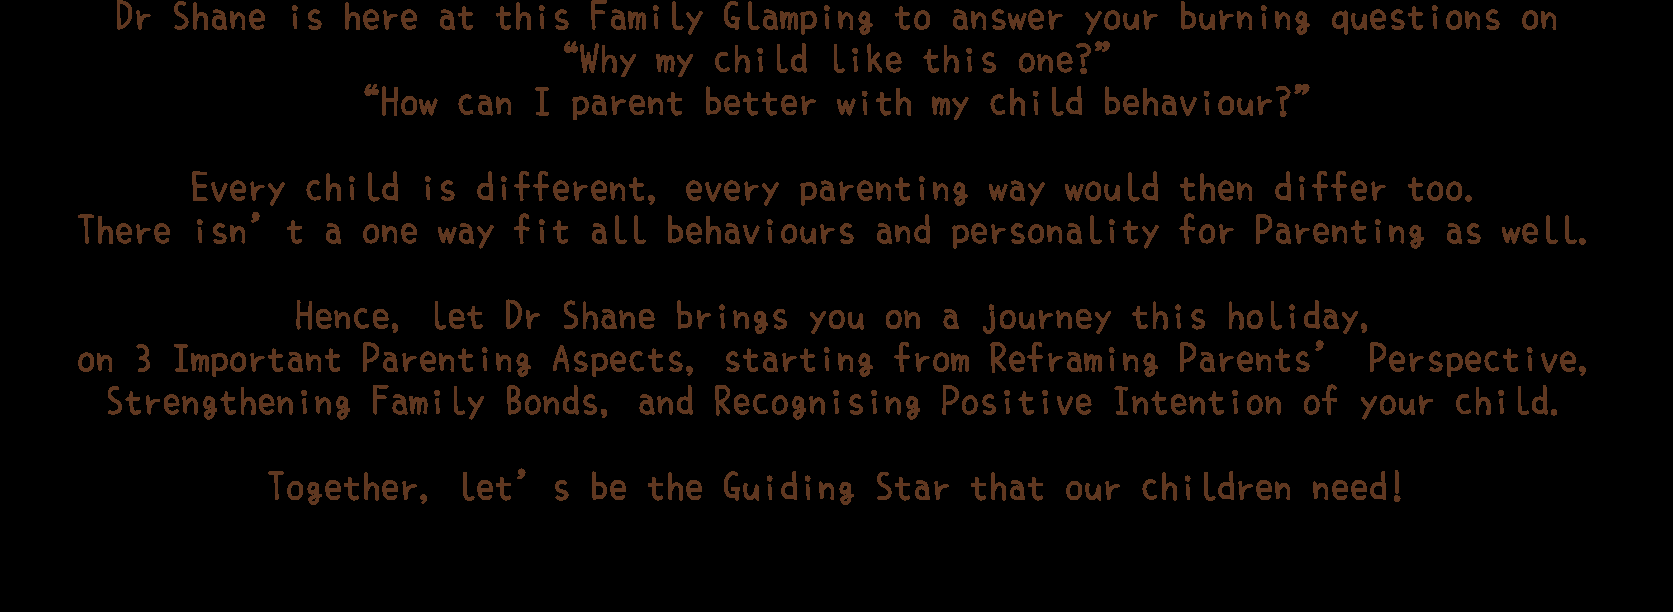 Dr Shane is here at this Family Glamping to answer your burning questions on
“Why my child like this one?”
“How can I parent better with my child behaviour?”
Every child is different, every parenting way would then differ too.
There isn’t a one way fit all behaviours and personality for Parenting as well.
Hence, let Dr Shane brings you on a journey this holiday,
on 3 Important Parenting Aspects, starting from Reframing Parents’ Perspective,
Strengthening Family Bonds, and Recognising Positive Intention of your child.
Together, let’s be the Guiding Star that our children need!